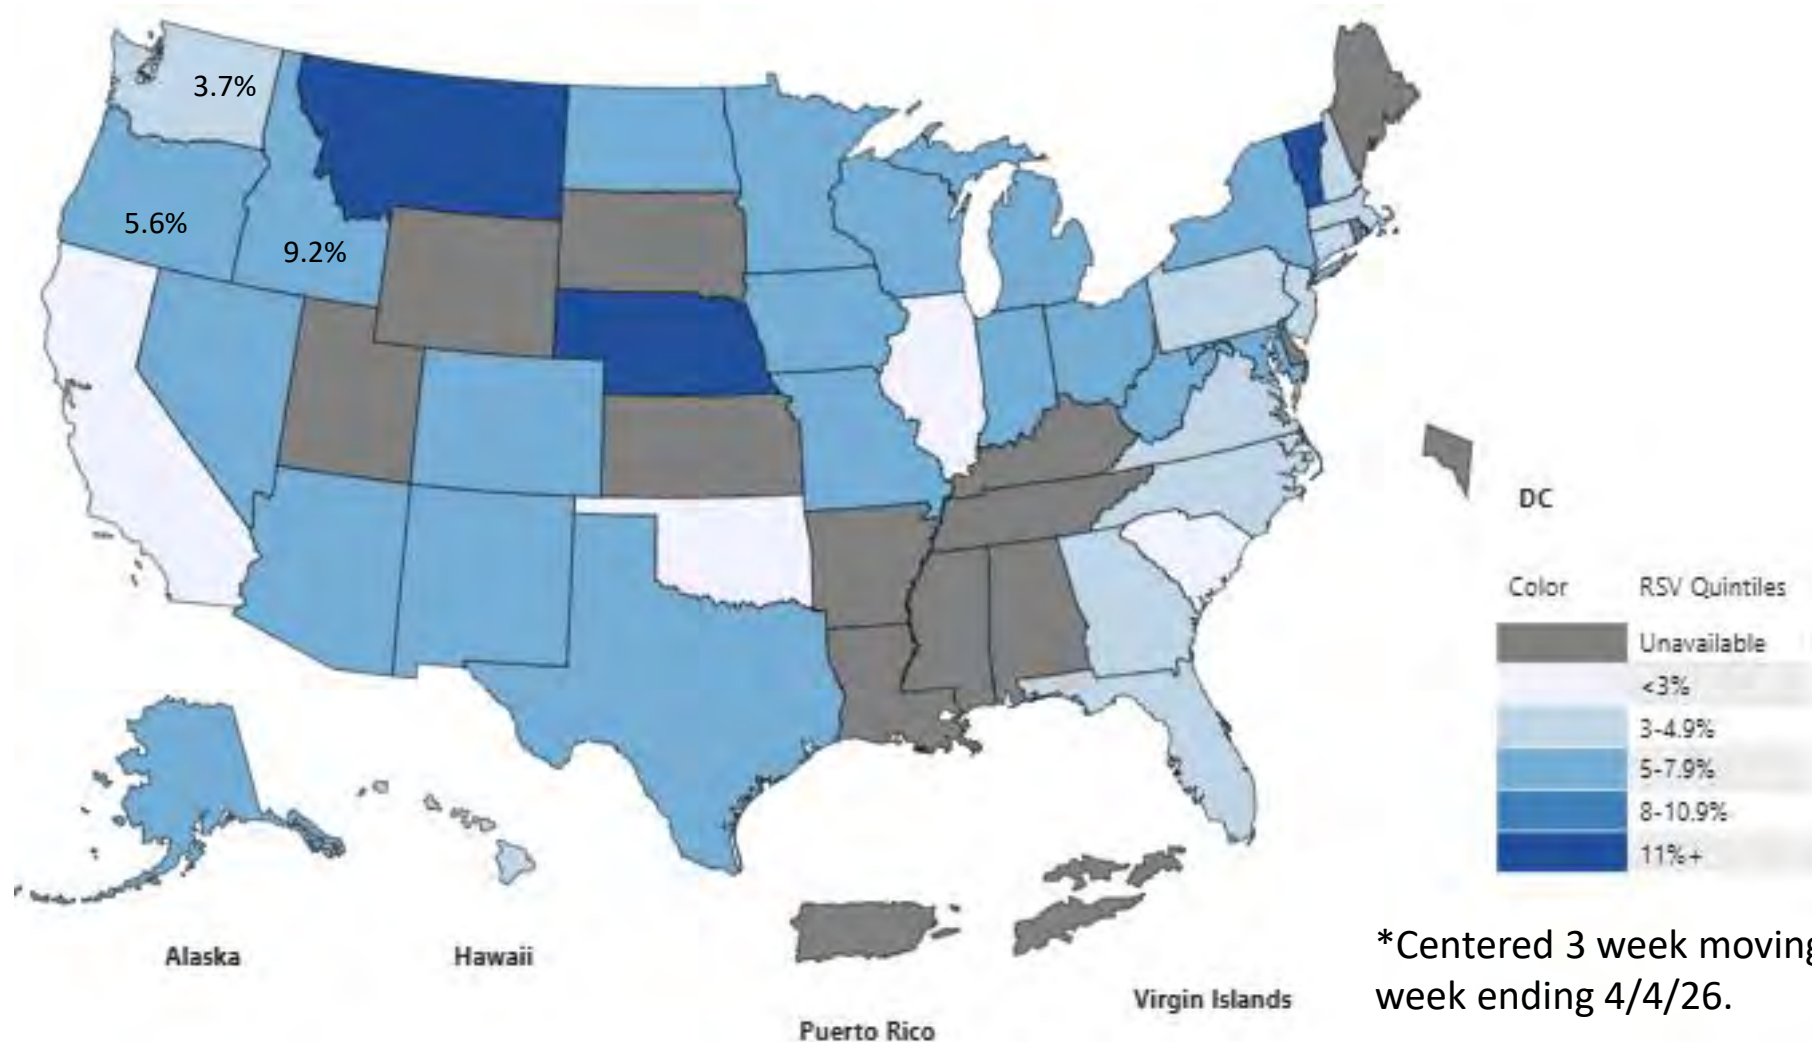 3.7%
5.6%
9.2%
DC
Color RSV Quintiles
Unavailable
<3%
3-4.9%
5-7.9%
8-10.9%
11%+
Alaska
Hawaii
Puerto Rico
Virgin Islands
*Centered 3 week moving
week ending 4/4/26.